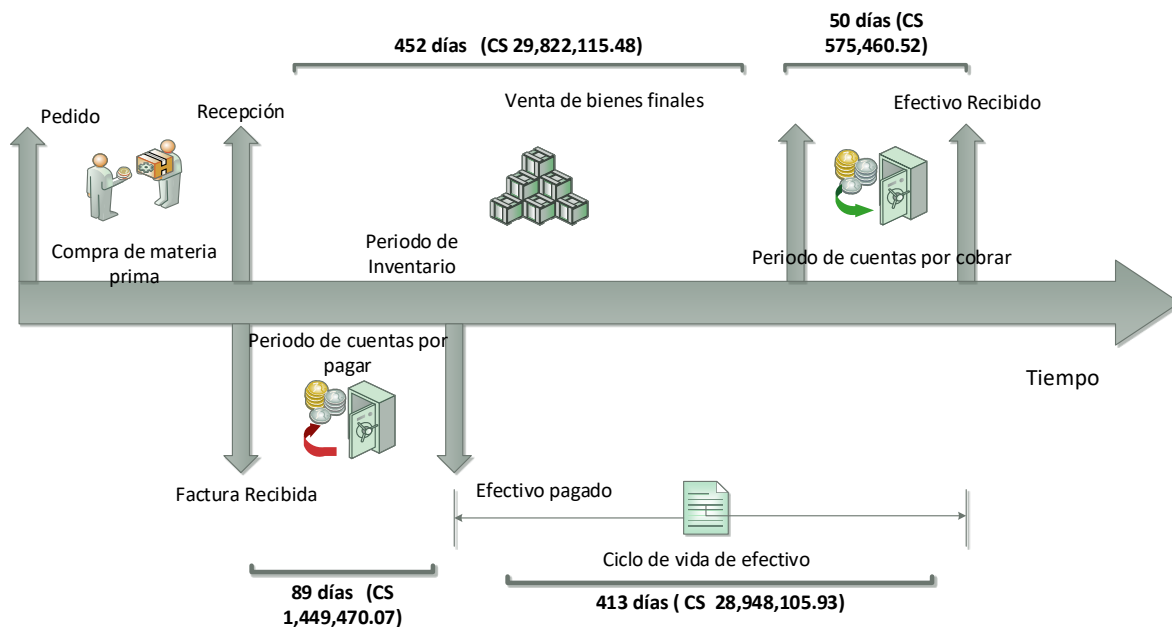 452 días (CS 29,822,115.48)
50 días (CS
575,460.52)
Pedido
Recepción
Venta de bienes finales
Efectivo Recibido
Compra de materia
prima
Periodo de
Inventario
Periodo de cuentas por cobrar
Periodo de cuentas por
pagar
Tiempo
Factura Recibida
Efectivo pagado
Ciclo de vida de efectivo
89 días (CS
1,449,470.07)
413 días ( CS 28,948,105.93)